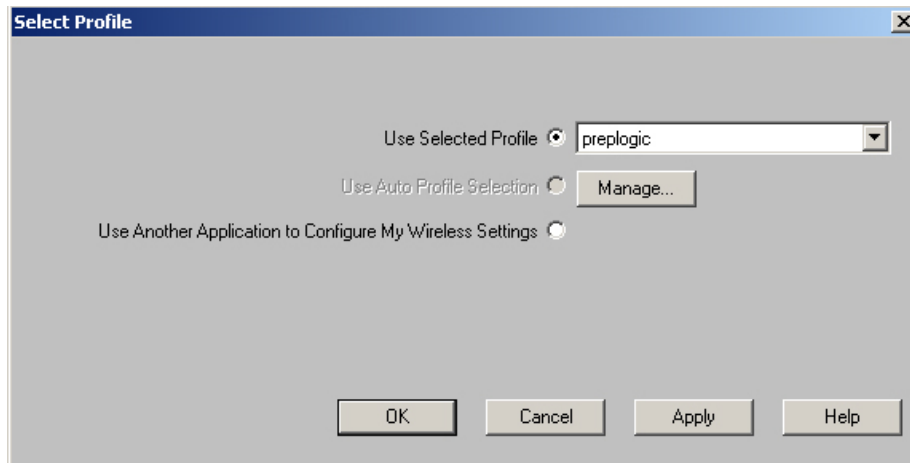 Select Profile
Use Selected Profile preplogic
Use Auto Profile Selection Manage...
Use Another Application to Configure My Wireless Settings
OK Cancel Apply Help